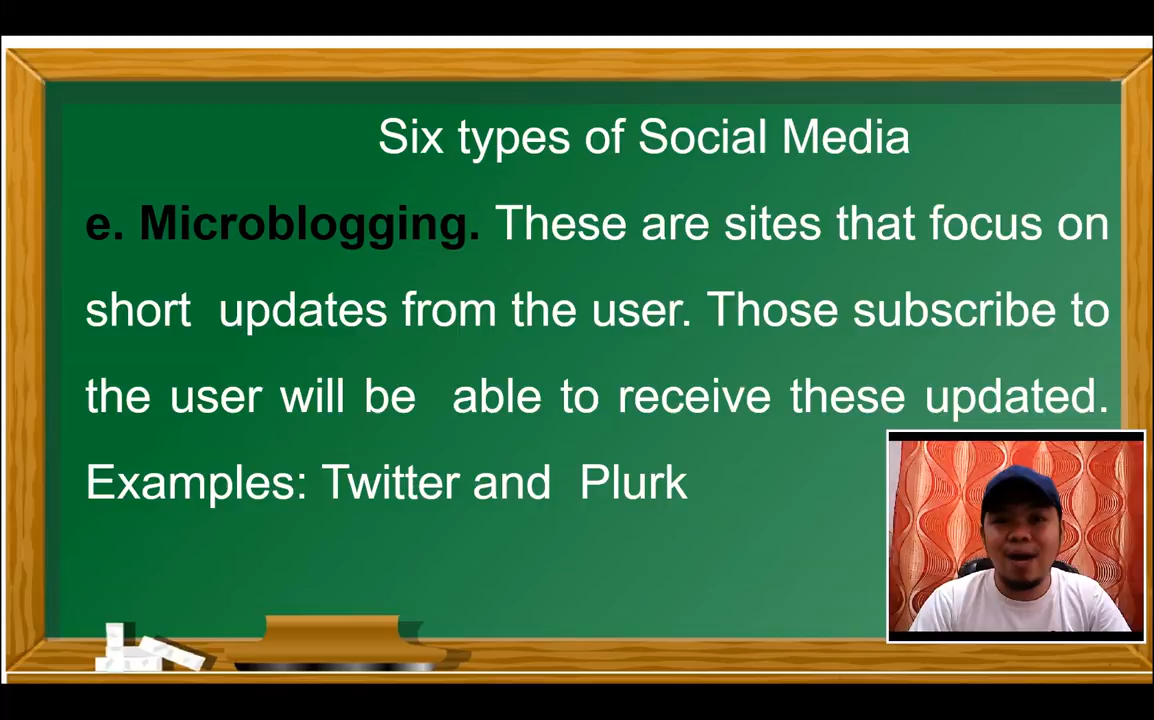 Six types of Social Media
e. Microblogging. These are sites that focus on
short updates from the user. Those subscribe to
the user will be able to receive these updated.
Examples: Twitter and Plurk